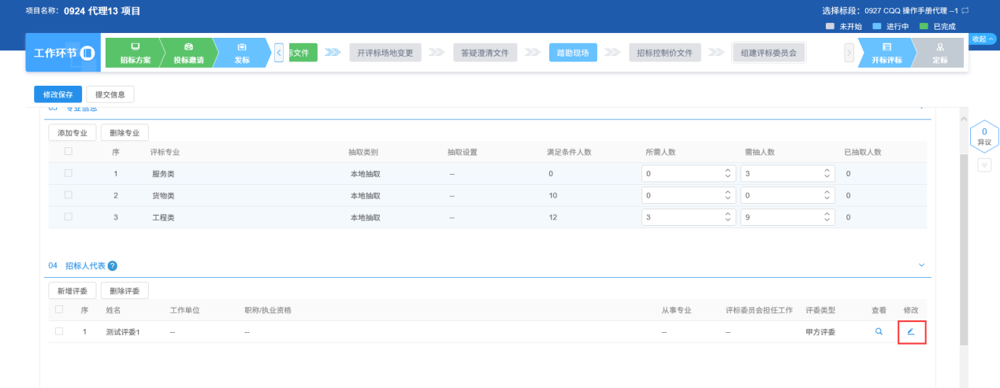 项目名称: 0924 代理13 项目
选择标段: 0927 CQQ 操作手册代理 --1
未开始 进行中 已完成
收起
工作环节 招标方案 投标邀请 发标 标文件 开评标场地变更 答疑澄清文件 踏勘现场 招标控制价文件 组建评标委员会 开标评标 定标
修改保存 提交信息
03 专业信息
0
异议
添加专业 删除专业
序 评标专业 抽取类别 抽取设置 满足条件人数 所需人数 需抽人数 已抽取人数
1 服务类 本地抽取 -- 0 0 3 0
2 货物类 本地抽取 -- 10 0 0 0
3 工程类 本地抽取 -- 12 3 9 0
04 招标人代表 ?
新增评委 删除评委
序 姓名 工作单位 职称/执业资格 从事专业 评标委员会担任工作 评委类型 查看 修改
1 测试评委1 -- -- -- -- 甲方评委